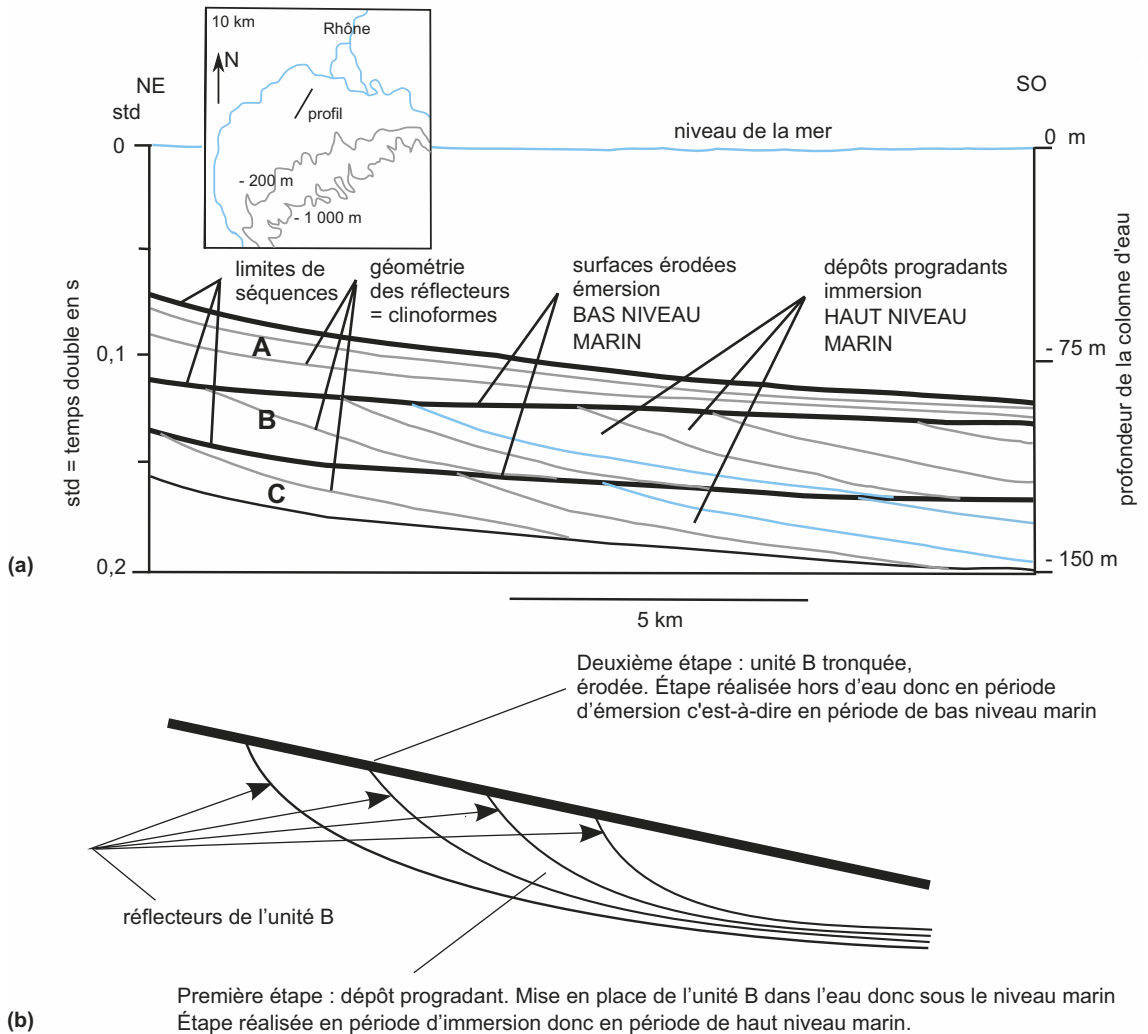 (a)
10 km
Rhône
N
profil
- 200 m
- 1 000 m
NE
std
SO
niveau de la mer
0
0 m
limites de
séquences
géométrie
des réflecteurs
= clinoformes
surfaces érodées
émersion
BAS NIVEAU
MARIN
dépôts progradants
immersion
HAUT NIVEAU
MARIN
A
B
C
0,1
- 75 m
0,2
- 150 m
std = temps double en s
profondeur de la colonne d'eau
5 km
Deuxième étape : unité B tronquée,
érodée. Étape réalisée hors d'eau donc en période
d'émersion c'est-à-dire en période de bas niveau marin
réflecteurs de l'unité B
Première étape : dépôt progradant. Mise en place de l'unité B dans l'eau donc sous le niveau marin
Étape réalisée en période d'immersion donc en période de haut niveau marin.
(b)